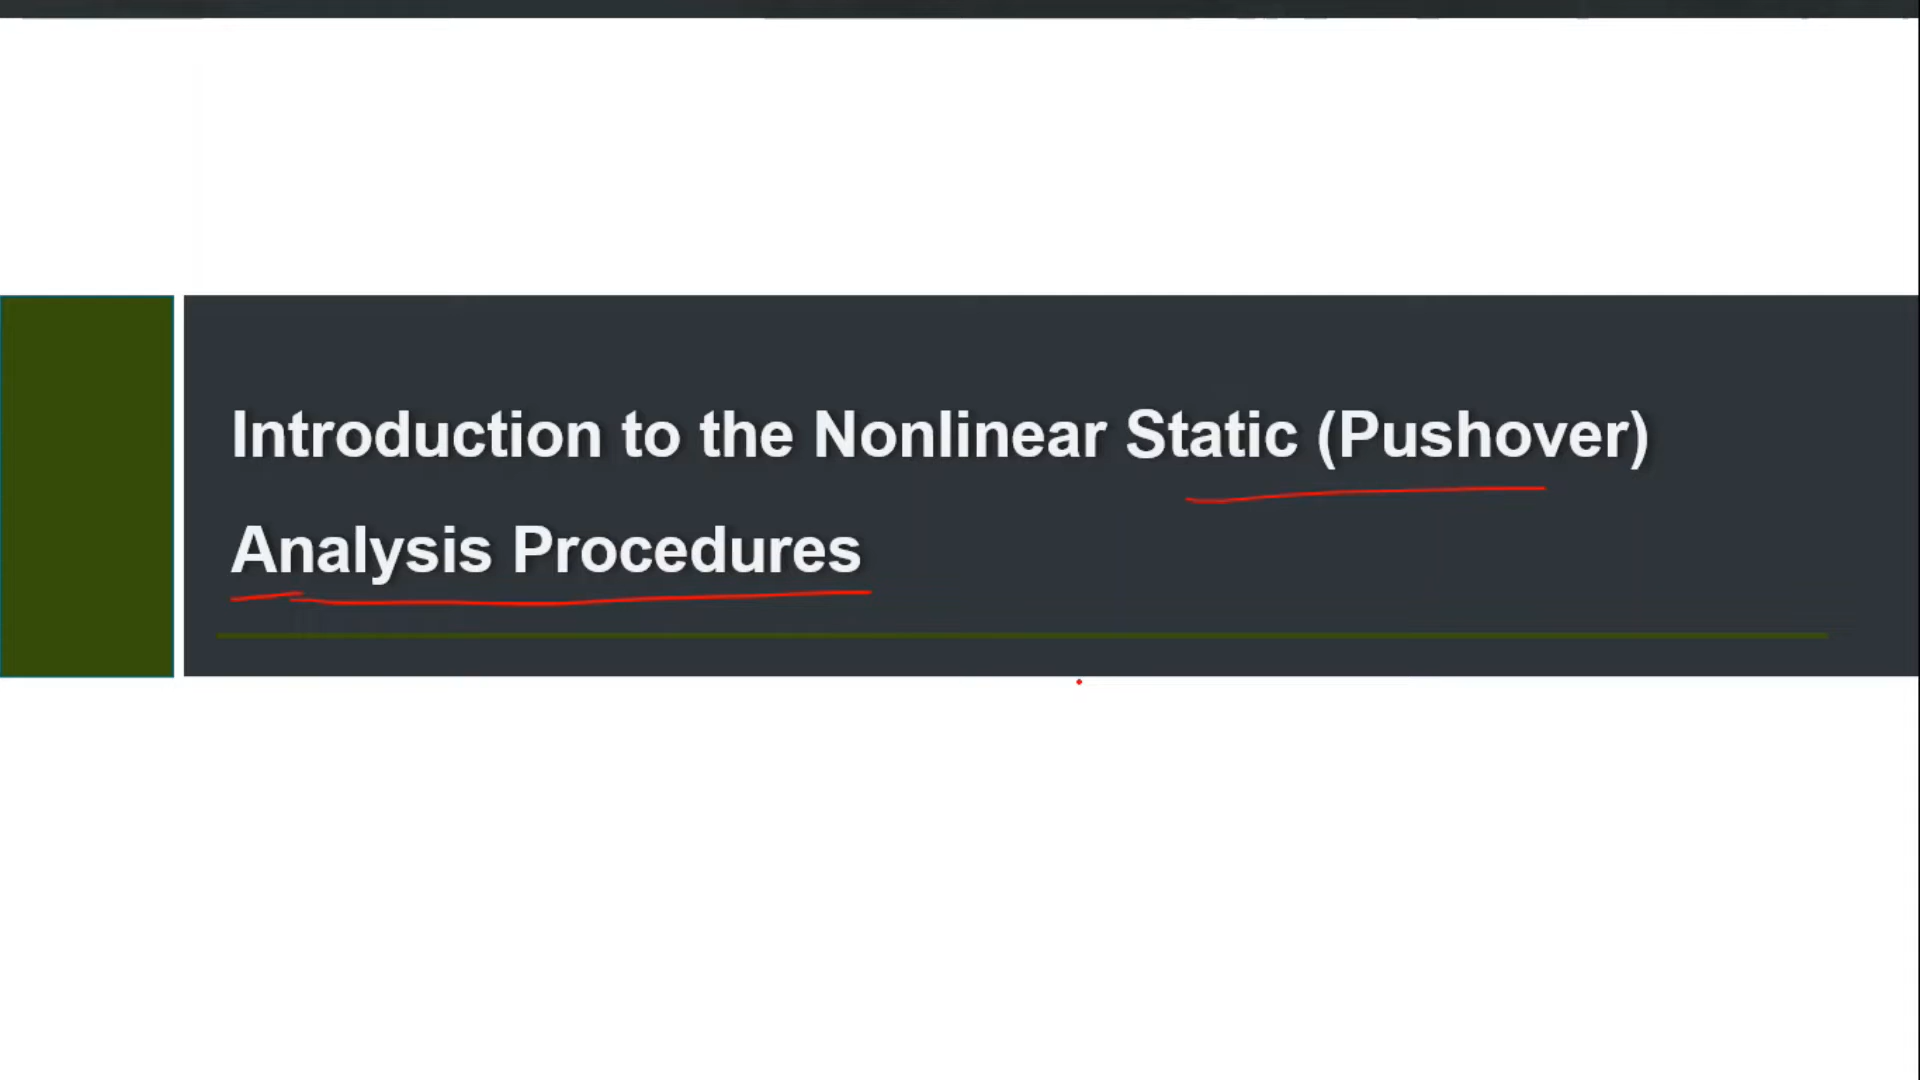 Introduction to the Nonlinear Static (Pushover)
Analysis Procedures